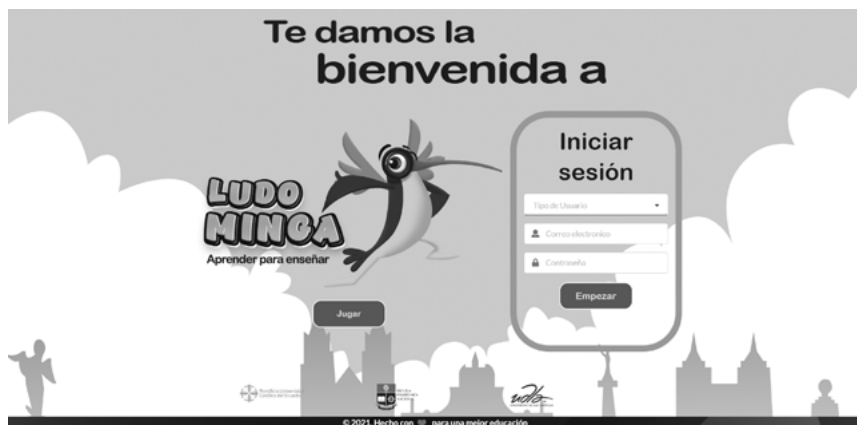 Te damos la
bienvenida a
LUDO
MINGA
Aprender para enseñar
Jugar
Iniciar
sesión
Tipo de Usuario
Correo electronico
Contraseña
Empezar
udla
© 2021. Hecho con para una mejor educación